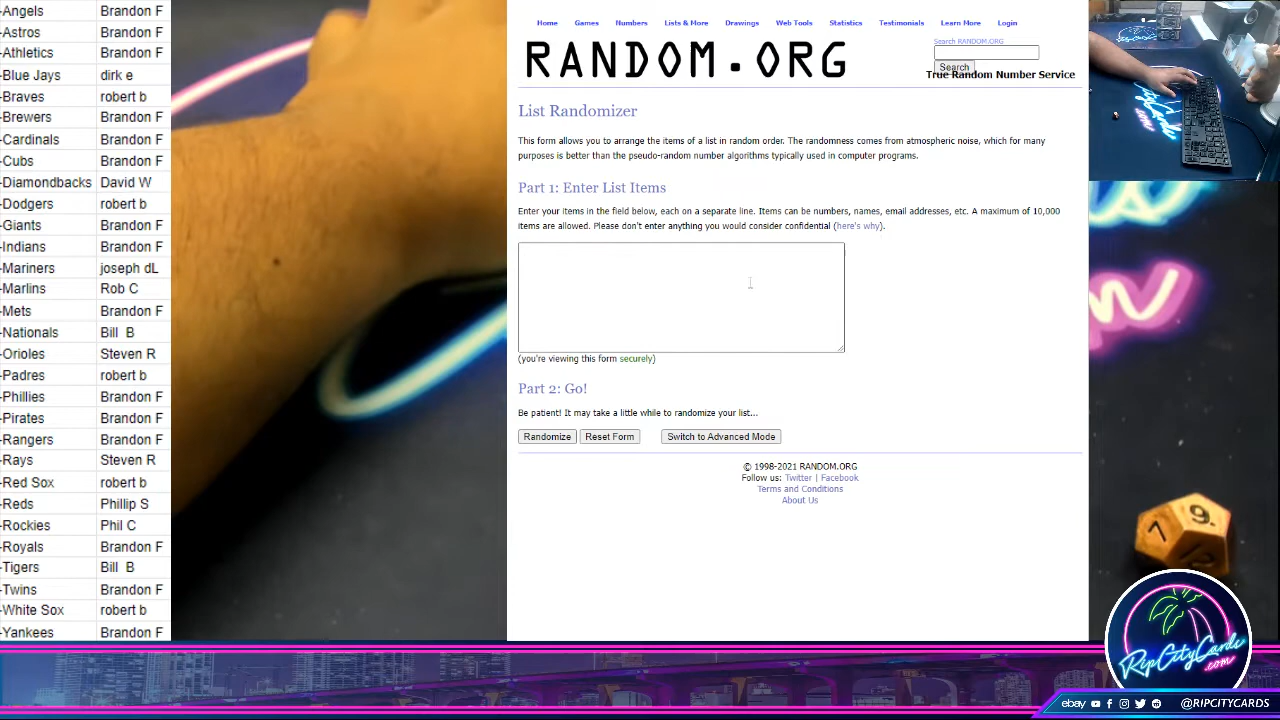 -Angels Brandon F
-Astros Brandon F
-Athletics Brandon F
-Blue Jays dirk e
-Braves robert b
-Brewers Brandon F
-Cardinals Brandon F
-Cubs Brandon F
-Diamondbacks David W
-Dodgers robert b
-Giants Brandon F
-Indians Brandon F
-Mariners joseph dL
-Marlins Rob C
-Mets Brandon F
-Nationals Bill B
-Orioles Steven R
-Padres robert b
-Phillies Brandon F
-Pirates Brandon F
-Rangers Brandon F
-Rays Steven R
-Red Sox robert b
-Reds Phillip S
-Rockies Phil C
-Royals Brandon F
-Tigers Bill B
-Twins Brandon F
-White Sox robert b
-Yankees Brandon F
Home Games Numbers Lists & More Drawings Web Tools Statistics Testimonials Learn More Login
RANDOM.ORG
Search RANDOM.ORG
Search
True Random Number Service
List Randomizer
This form allows you to arrange the items of a list in random order. The randomness comes from atmospheric noise, which for many
purposes is better than the pseudo-random number algorithms typically used in computer programs.
Part 1: Enter List Items
Enter your items in the field below, each on a separate line. Items can be numbers, names, email addresses, etc. A maximum of 10,000
items are allowed. Please don't enter anything you would consider confidential (here's why).
(you're viewing this form securely)
Part 2: Go!
Be patient! It may take a little while to randomize your list...
Randomize Reset Form Switch to Advanced Mode
© 1998-2021 RANDOM.ORG
Follow us: Twitter | Facebook
Terms and Conditions
About Us
7 9
RipCityCards
.com
ebay @RIPCITYCARDS